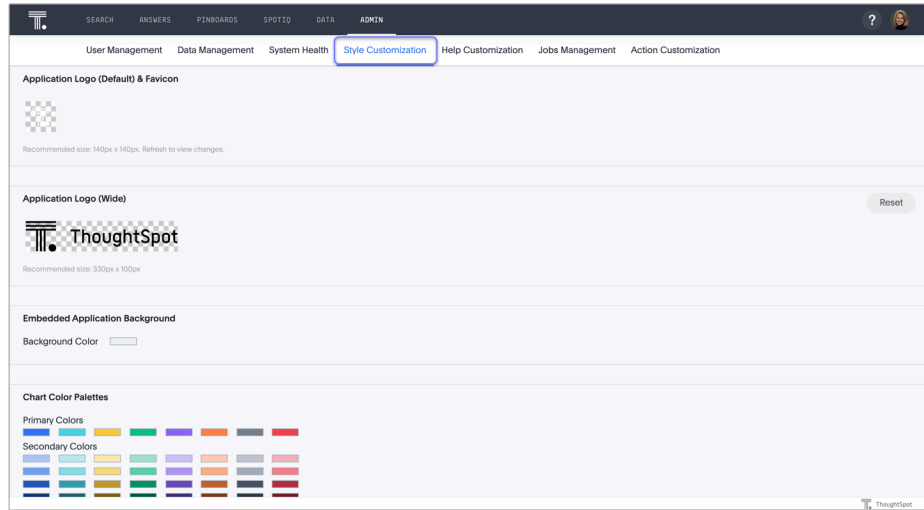 T. SEARCH ANSWERS PINBOARDS SPOTIQ DATA ADMIN ?
User Management Data Management System Health Style Customization Help Customization Jobs Management Action Customization
Application Logo (Default) & Favicon
Recommended size: 140px x 140px. Refresh to view changes.
Application Logo (Wide) Reset
T. ThoughtSpot
Recommended size: 330px x 100px
Embedded Application Background
Background Color
Chart Color Palettes
Primary Colors
Secondary Colors
T. ThoughtSpot